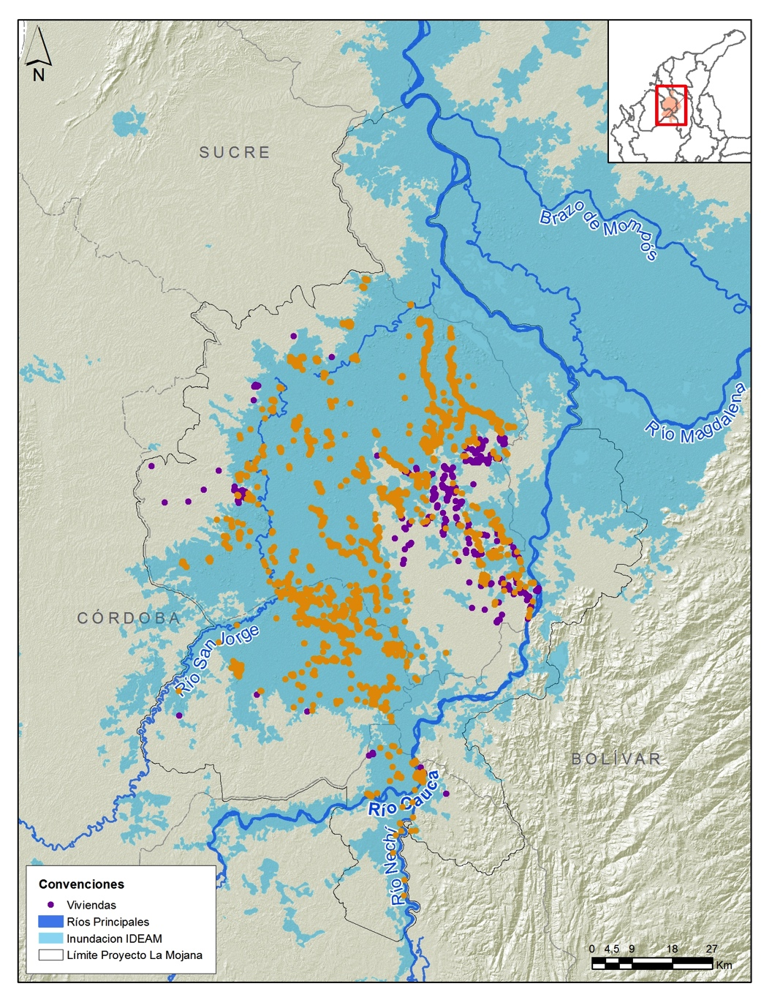 N
SUCRE
Brazo de Mompós
Río Magdalena
CÓRDOBA
Río San Jorge
BOLÍVAR
Río Cauca
Río Nechí
Convenciones
Viviendas
Ríos Principales
Inundacion IDEAM
Límite Proyecto La Mojana
0 4,5 9 18 27
Km